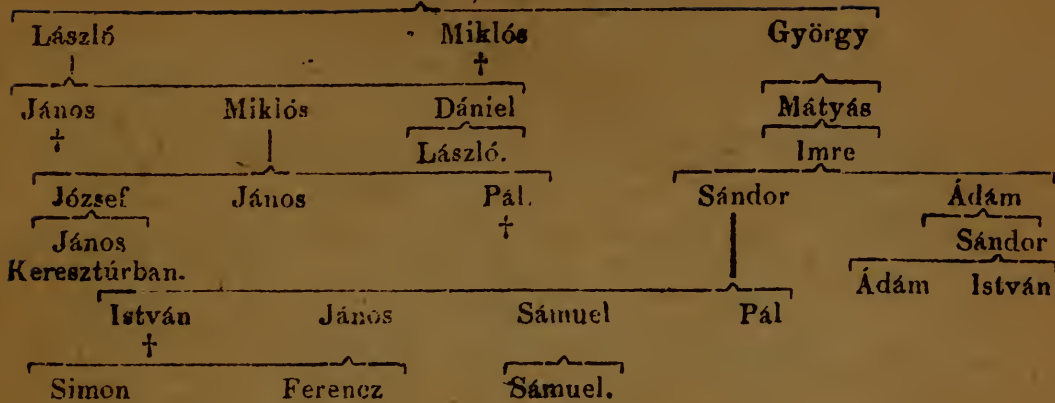 László Miklós György
† 
János Miklós Dániel Mátyás
†
László. Imre
József János Pál. Sándor Ádám
†
János Sándor
Keresztúrban.
Ádám István
István János Sámuel Pál
†
Simon Ferencz Sámuel.